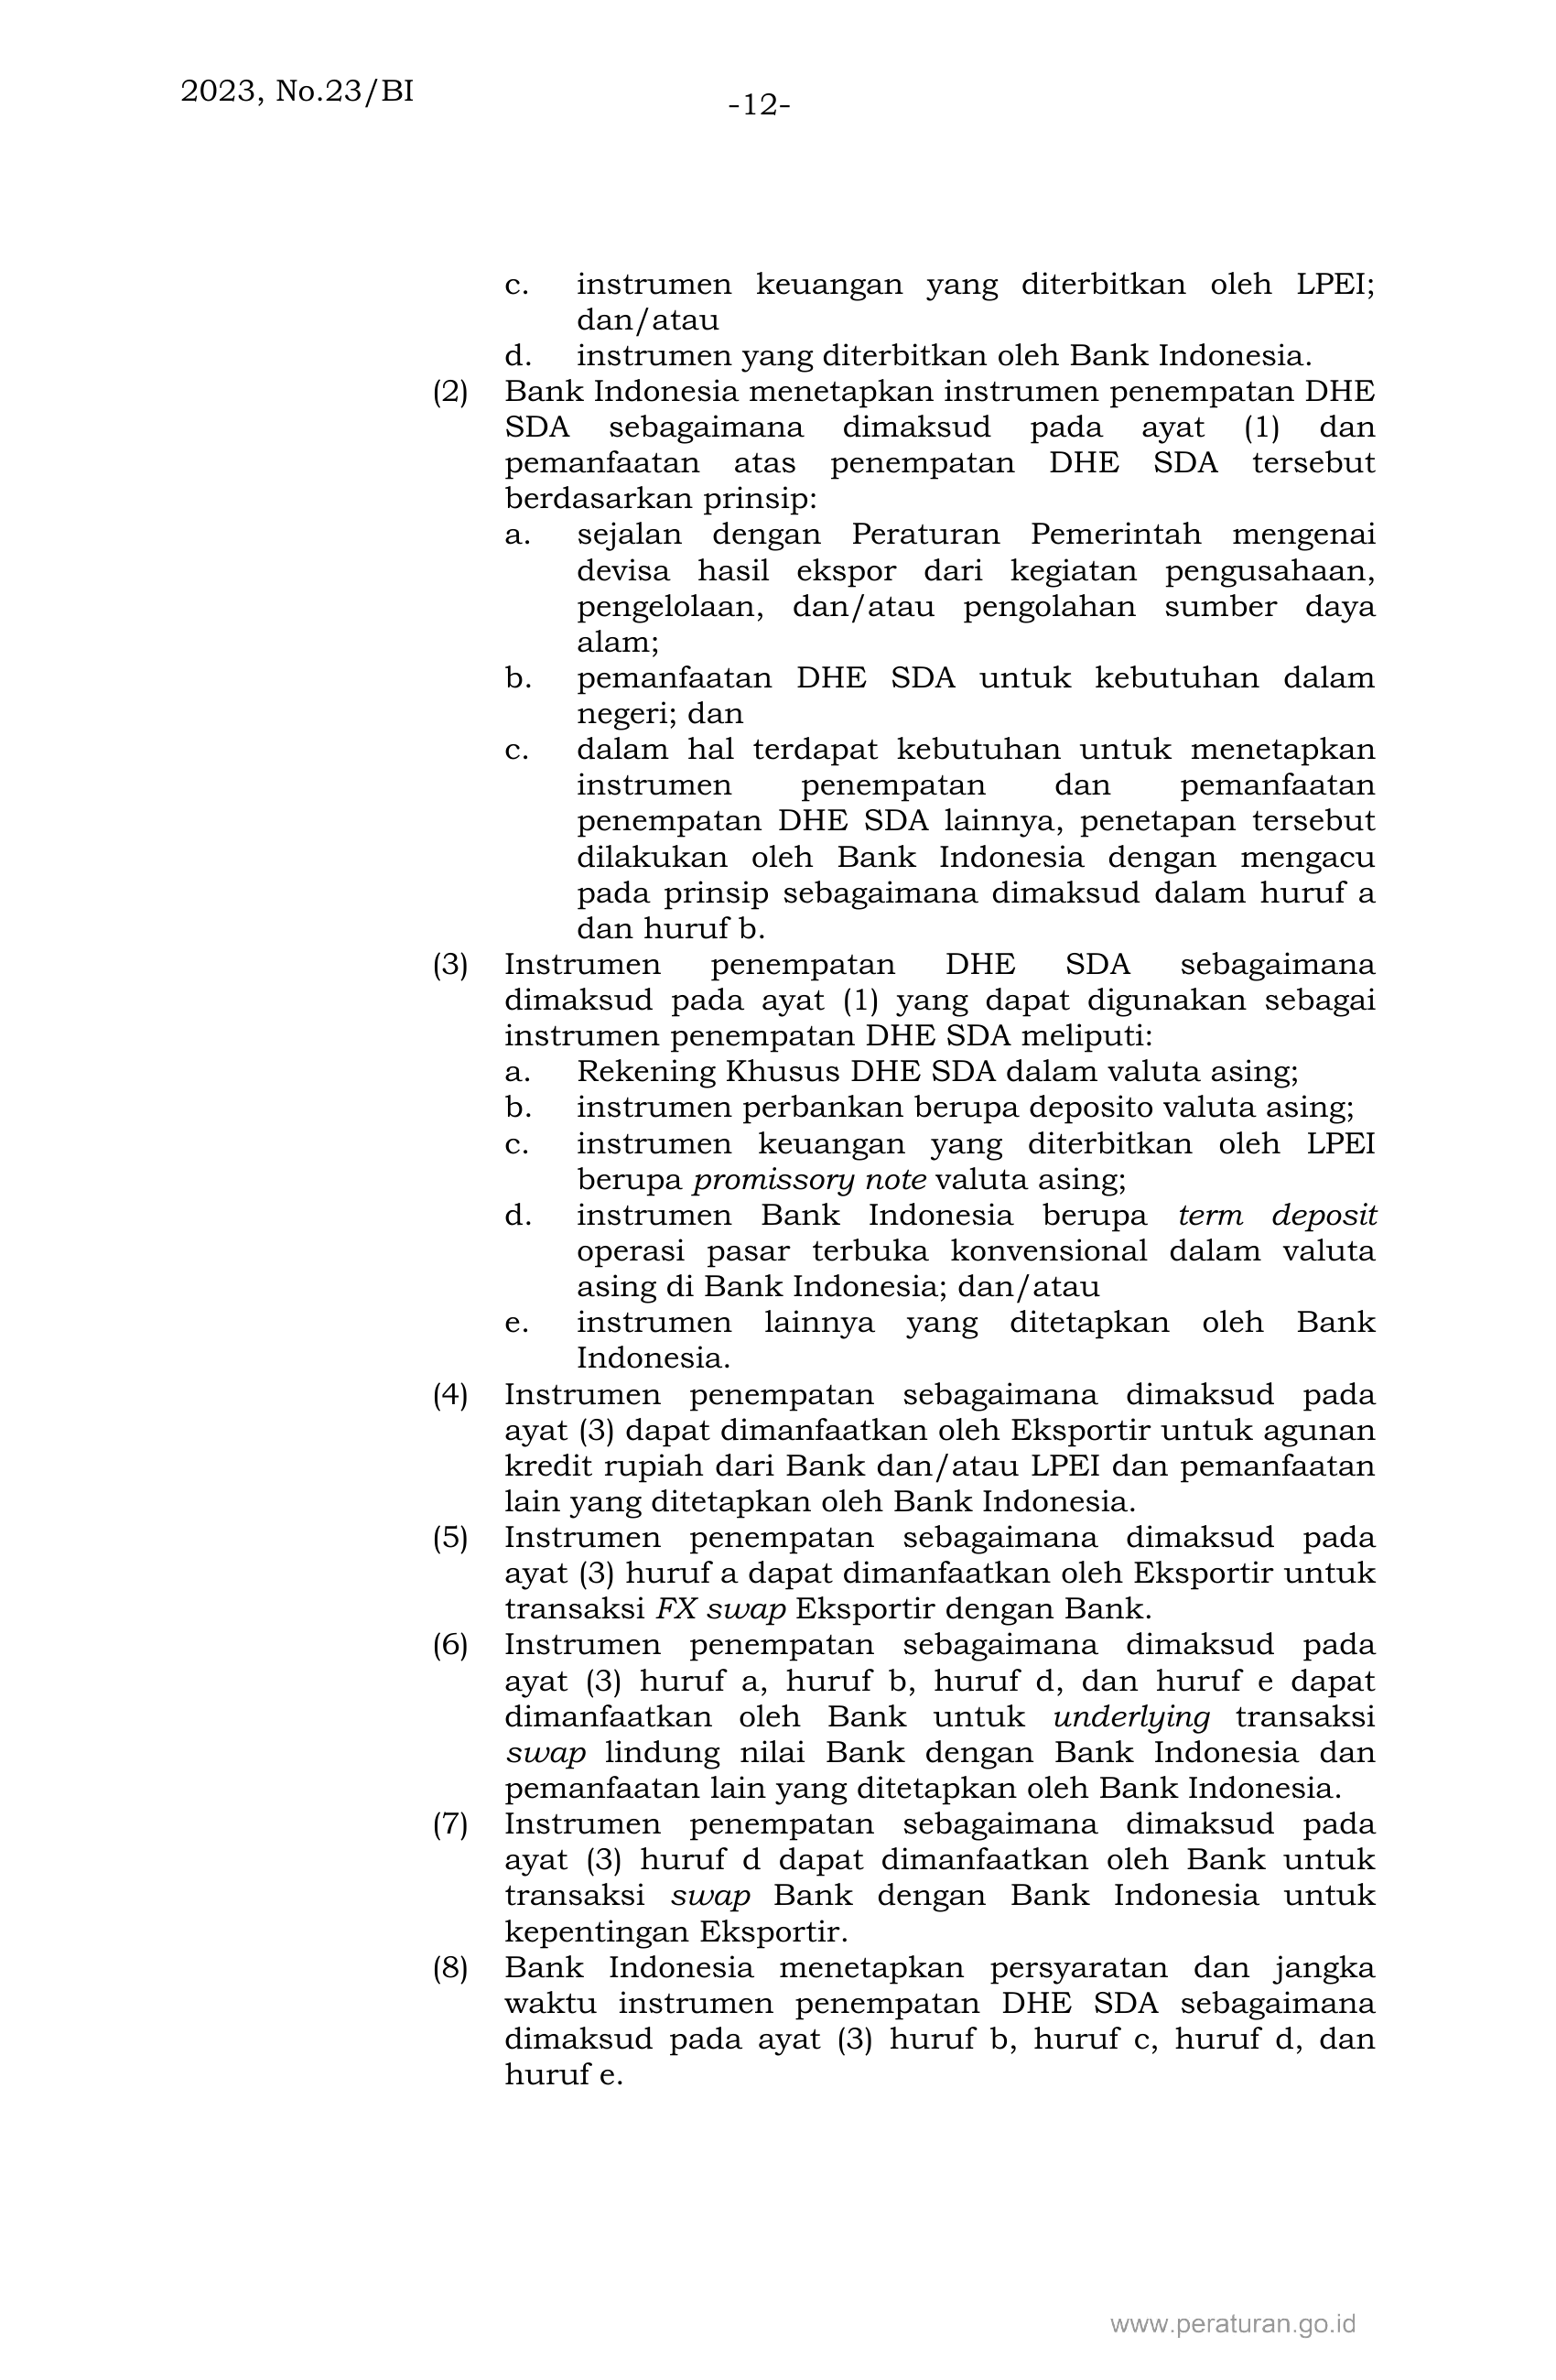 2023, No.23/BI
-12-
c. instrumen keuangan yang diterbitkan oleh LPEI;
dan/atau
d. instrumen yang diterbitkan oleh Bank Indonesia.
(2) Bank Indonesia menetapkan instrumen penempatan DHE
SDA sebagaimana dimaksud pada ayat (1) dan
pemanfaatan atas penempatan DHE SDA tersebut
berdasarkan prinsip:
a. sejalan dengan Peraturan Pemerintah mengenai
devisa hasil ekspor dari kegiatan pengusahaan,
pengelolaan, dan/atau pengolahan sumber daya
alam;
b. pemanfaatan DHE SDA untuk kebutuhan dalam
negeri; dan
c. dalam hal terdapat kebutuhan untuk menetapkan
instrumen penempatan dan pemanfaatan
penempatan DHE SDA lainnya, penetapan tersebut
dilakukan oleh Bank Indonesia dengan mengacu
pada prinsip sebagaimana dimaksud dalam huruf a
dan huruf b.
(3) Instrumen penempatan DHE SDA sebagaimana
dimaksud pada ayat (1) yang dapat digunakan sebagai
instrumen penempatan DHE SDA meliputi:
a. Rekening Khusus DHE SDA dalam valuta asing;
b. instrumen perbankan berupa deposito valuta asing;
c. instrumen keuangan yang diterbitkan oleh LPEI
berupa promissory note valuta asing;
d. instrumen Bank Indonesia berupa term deposit
operasi pasar terbuka konvensional dalam valuta
asing di Bank Indonesia; dan/atau
e. instrumen lainnya yang ditetapkan oleh Bank
Indonesia.
(4) Instrumen penempatan sebagaimana dimaksud pada
ayat (3) dapat dimanfaatkan oleh Eksportir untuk agunan
kredit rupiah dari Bank dan/atau LPEI dan pemanfaatan
lain yang ditetapkan oleh Bank Indonesia.
(5) Instrumen penempatan sebagaimana dimaksud pada
ayat (3) huruf a dapat dimanfaatkan oleh Eksportir untuk
transaksi FX swap Eksportir dengan Bank.
(6) Instrumen penempatan sebagaimana dimaksud pada
ayat (3) huruf a, huruf b, huruf d, dan huruf e dapat
dimanfaatkan oleh Bank untuk underlying transaksi
swap lindung nilai Bank dengan Bank Indonesia dan
pemanfaatan lain yang ditetapkan oleh Bank Indonesia.
(7) Instrumen penempatan sebagaimana dimaksud pada
ayat (3) huruf d dapat dimanfaatkan oleh Bank untuk
transaksi swap Bank dengan Bank Indonesia untuk
kepentingan Eksportir.
(8) Bank Indonesia menetapkan persyaratan dan jangka
waktu instrumen penempatan DHE SDA sebagaimana
dimaksud pada ayat (3) huruf b, huruf c, huruf d, dan
huruf e.
www.peraturan.go.id